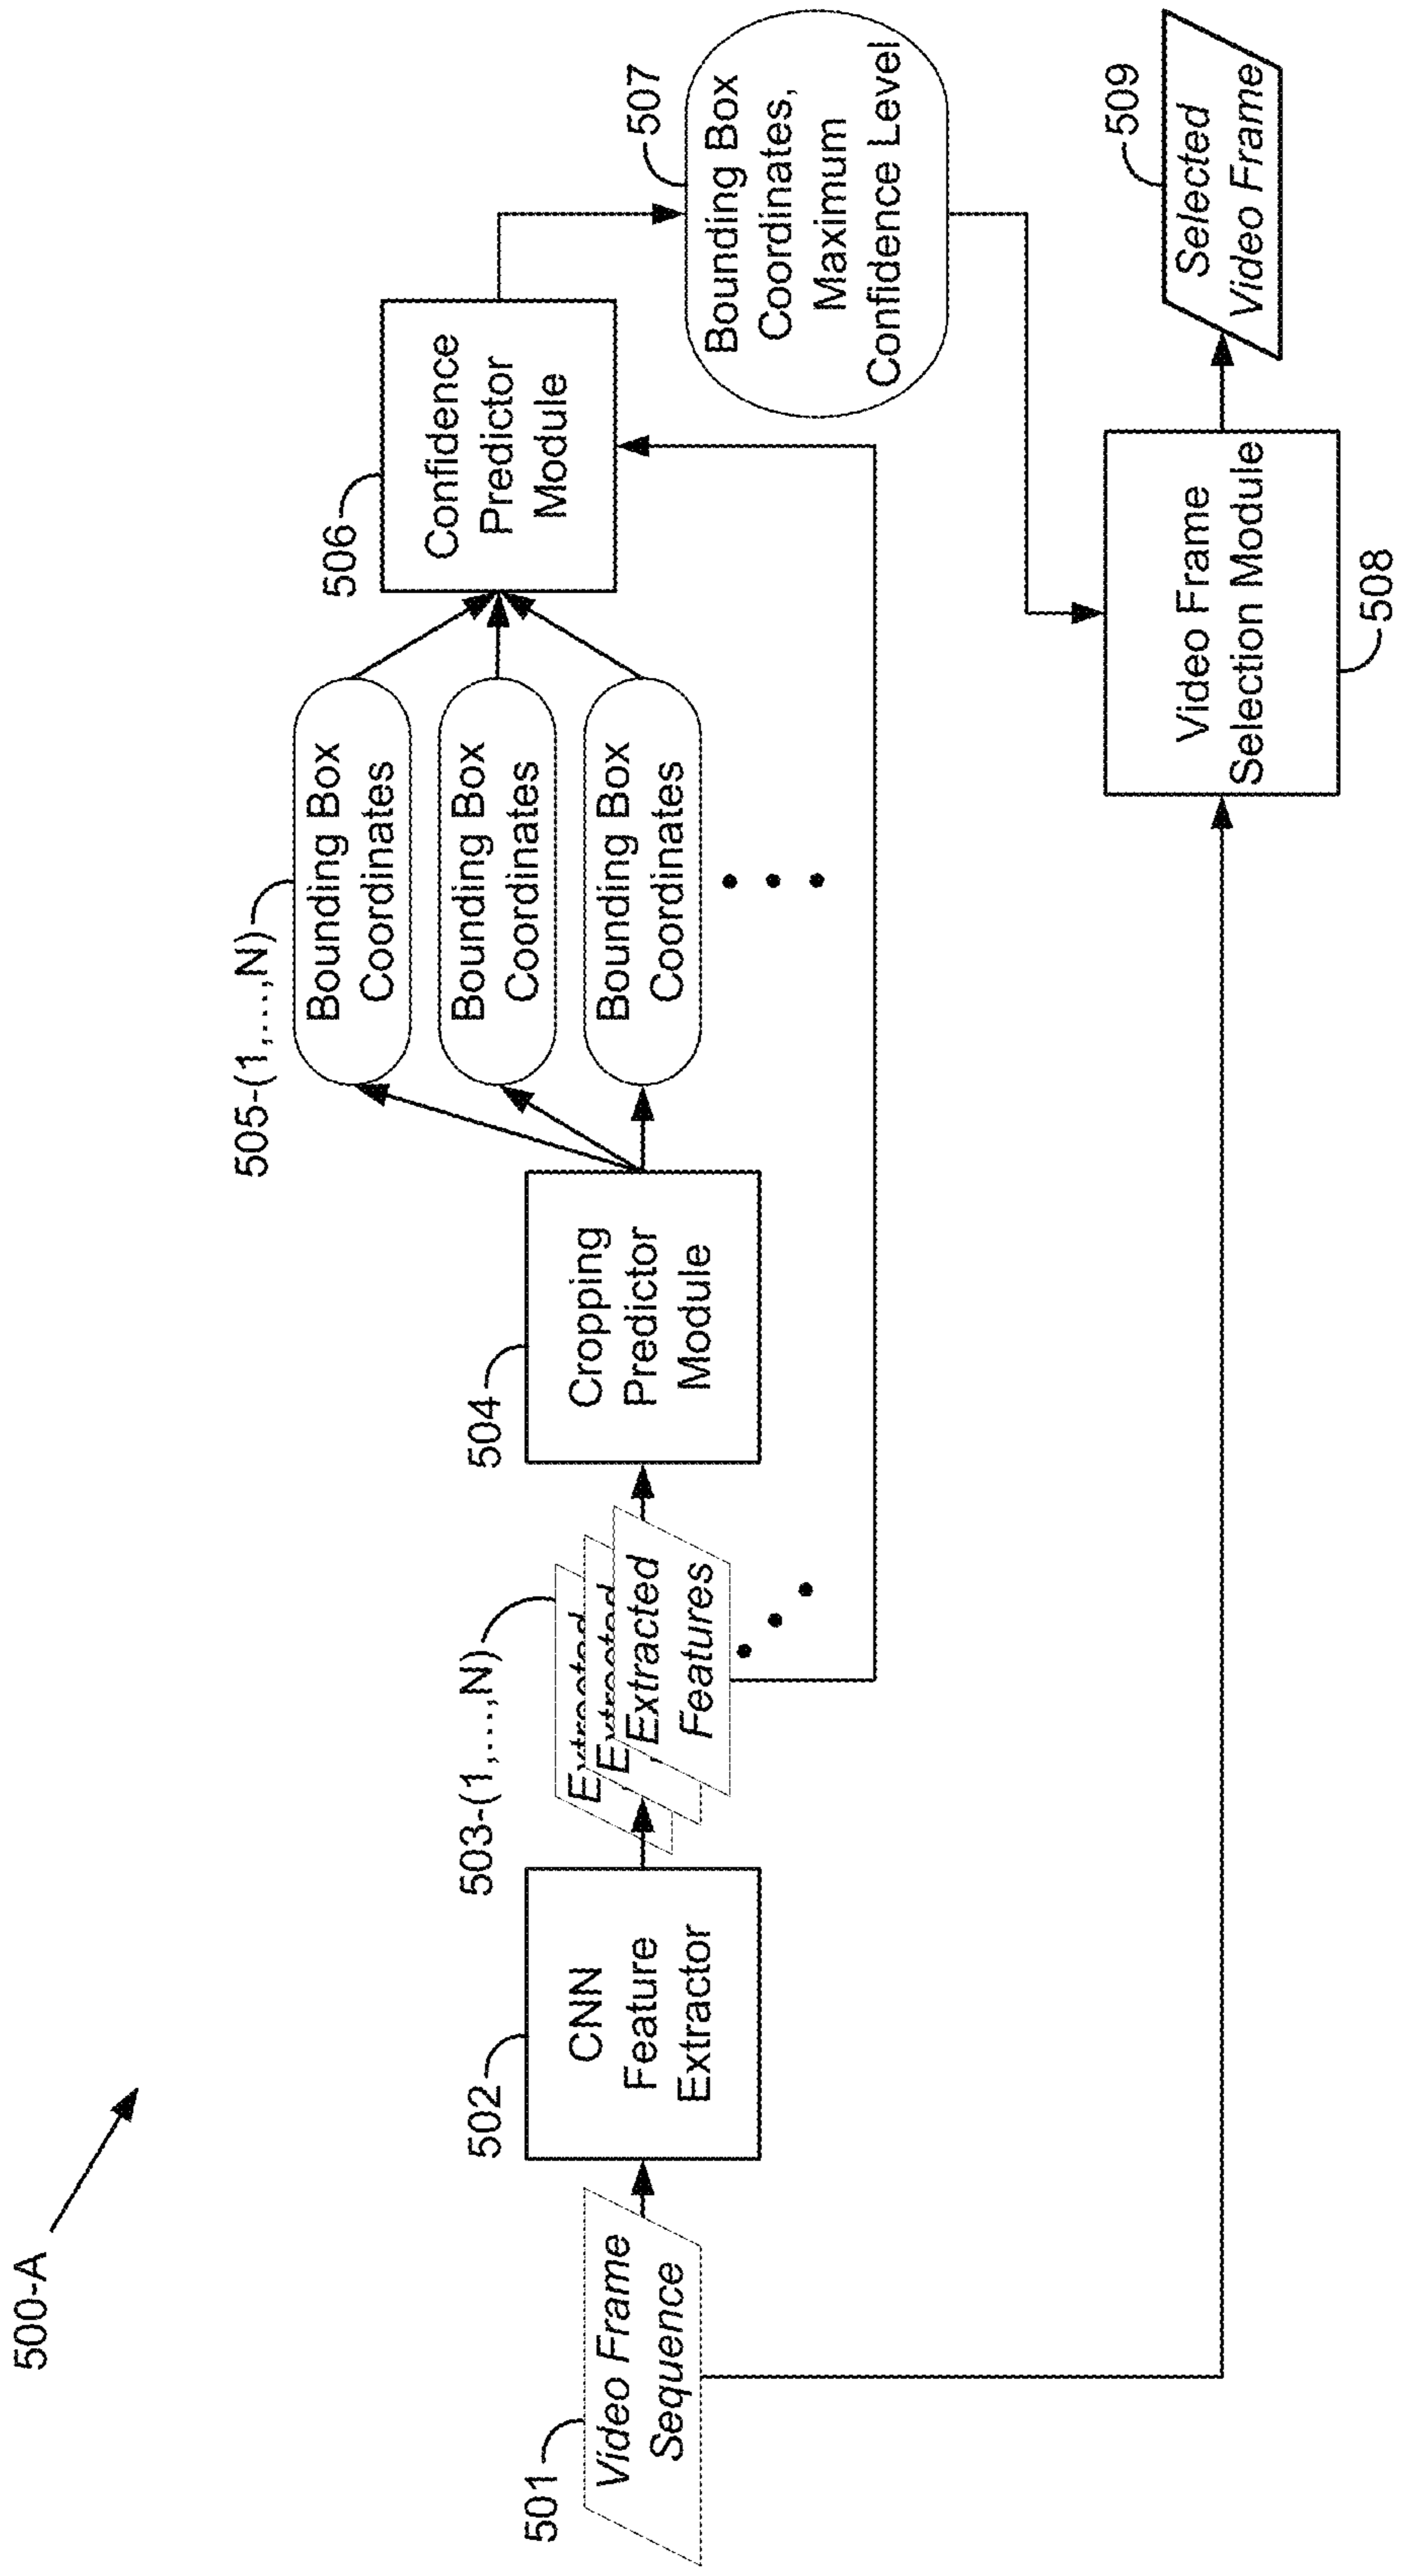 500-A
501
Video Frame
Sequence
502
CNN
Feature
Extractor
503-(1,...,N)
Extracted
Extracted
Extracted
Features
504
Cropping
Predictor
Module
505-(1,...,N)
Bounding Box
Coordinates
Bounding Box
Coordinates
Bounding Box
Coordinates
506
Confidence
Predictor
Module
507
Bounding Box
Coordinates,
Maximum
Confidence Level
Video Frame
Selection Module
508
509
Selected
Video Frame